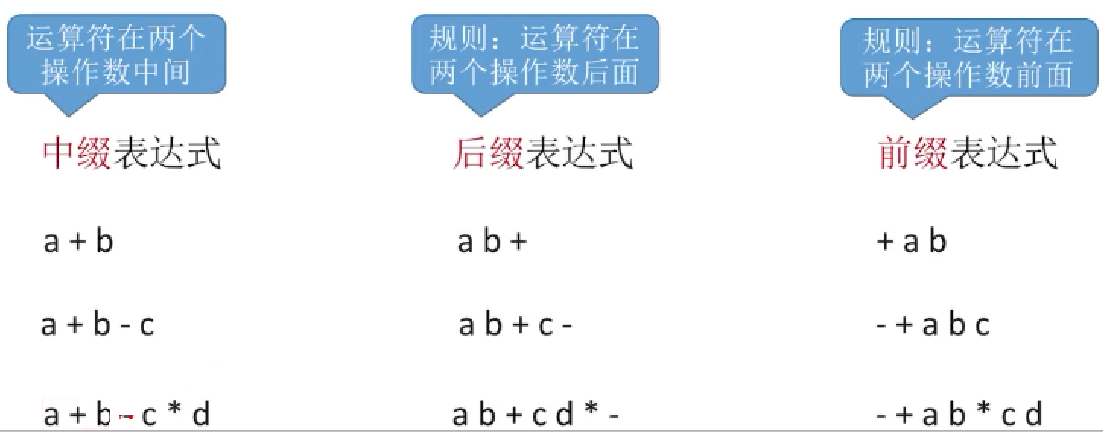 运算符在两个
操作数中间
规则：运算符在
两个操作数后面
规则：运算符在
两个操作数前面
中缀表达式
后缀表达式
前缀表达式
a + b
a b +
+ a b
a + b - c
a b + c -
- + a b c
a + b - c * d
a b + c d * -
- + a b * c d